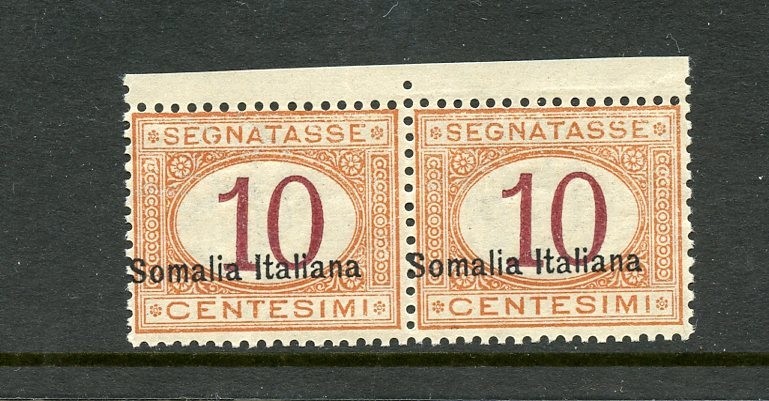 SEGNATASSE
10
Somalia Italiana
CENTESIMI
SEGNATASSE
10
Somalia Italiana
CENTESIMI